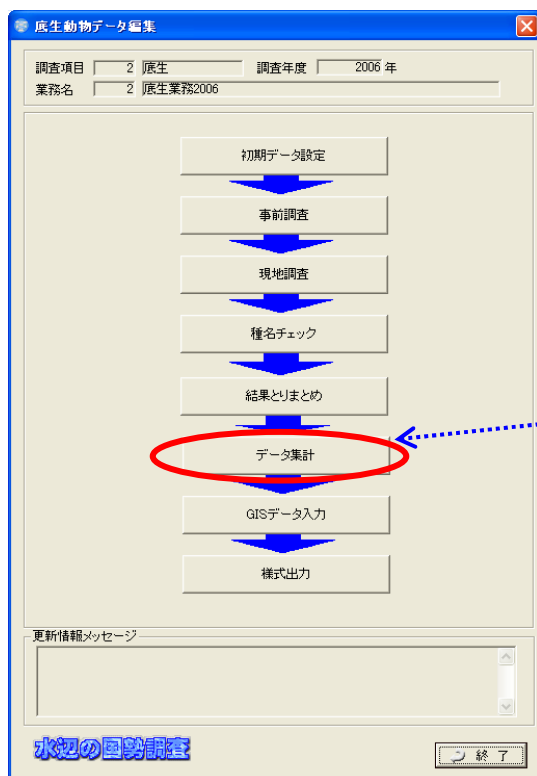 底生動物データ編集
調査項目 2 底生 調査年度 2006 年
業務名 2 底生業務2006
初期データ設定
事前調査
現地調査
種名チェック
結果とりまとめ
データ集計
GISデータ入力
様式出力
更新情報メッセージ
水辺の国勢調査
終了